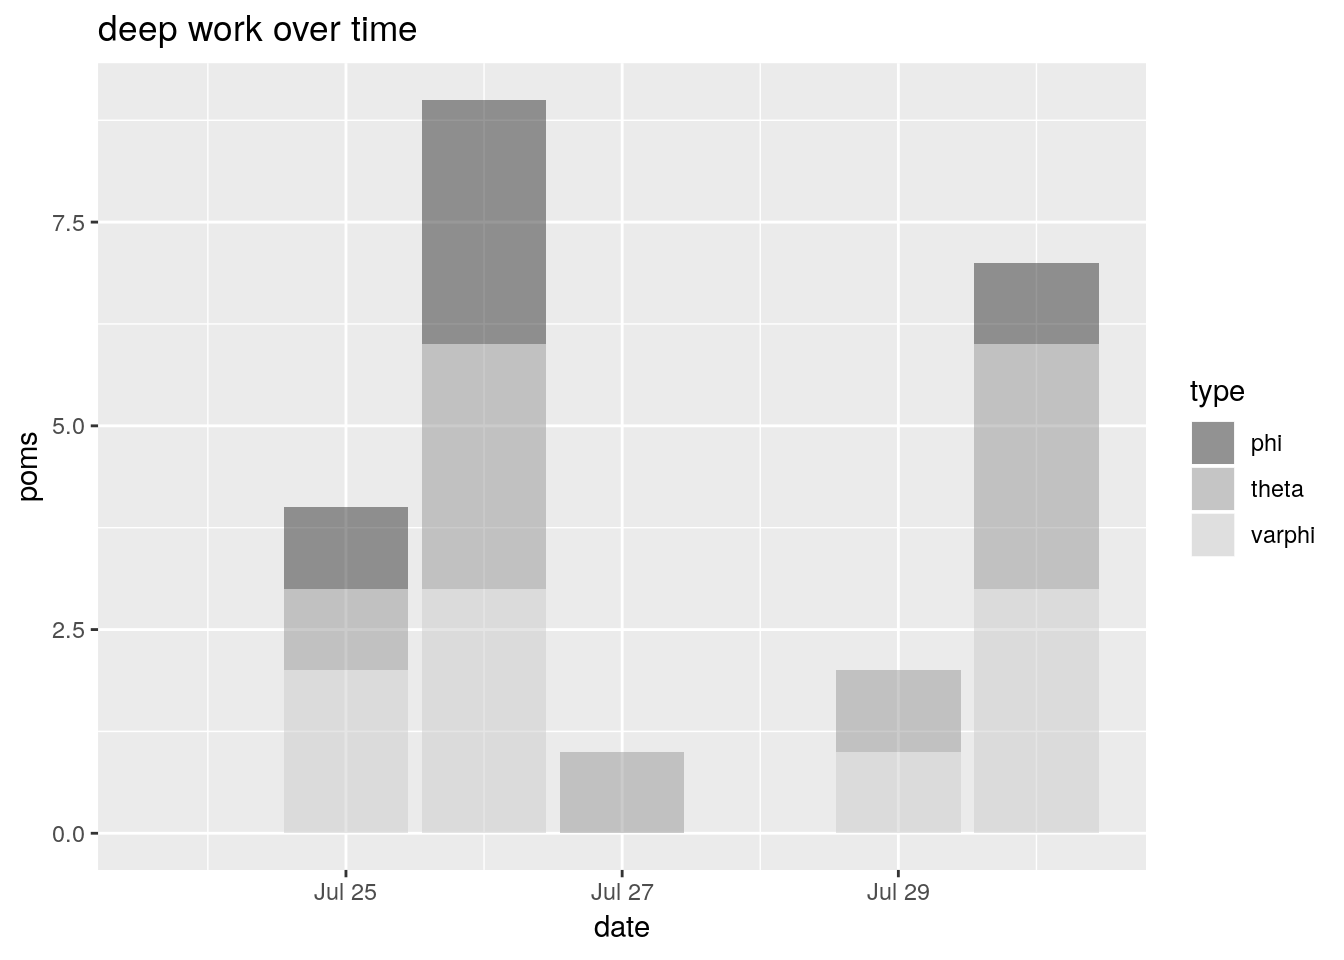 deep work over time
poms
7.5
5.0
2.5
0.0
Jul 25
Jul 27
Jul 29
date
type
phi
theta
varphi